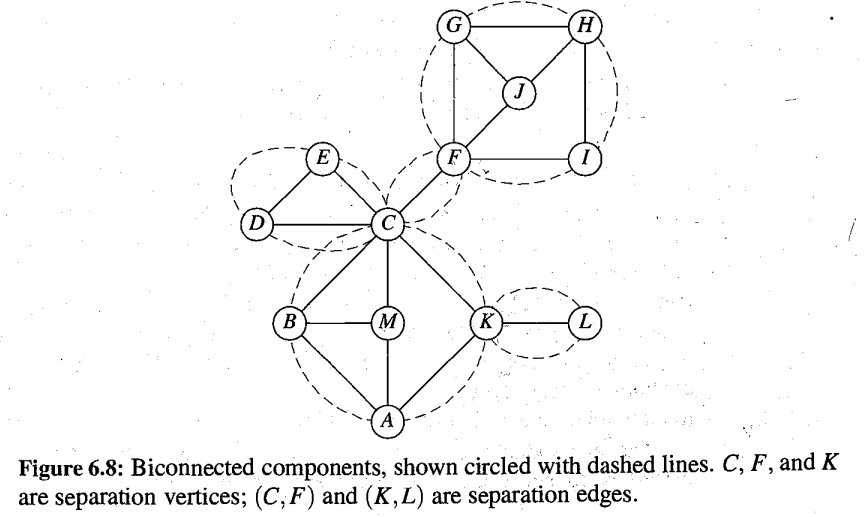 G H
J
E F I
D C
B M K L
A
Figure 6.8: Biconnected components, shown circled with dashed lines. C, F, and K
are separation vertices; (C,F) and (K,L) are separation edges.